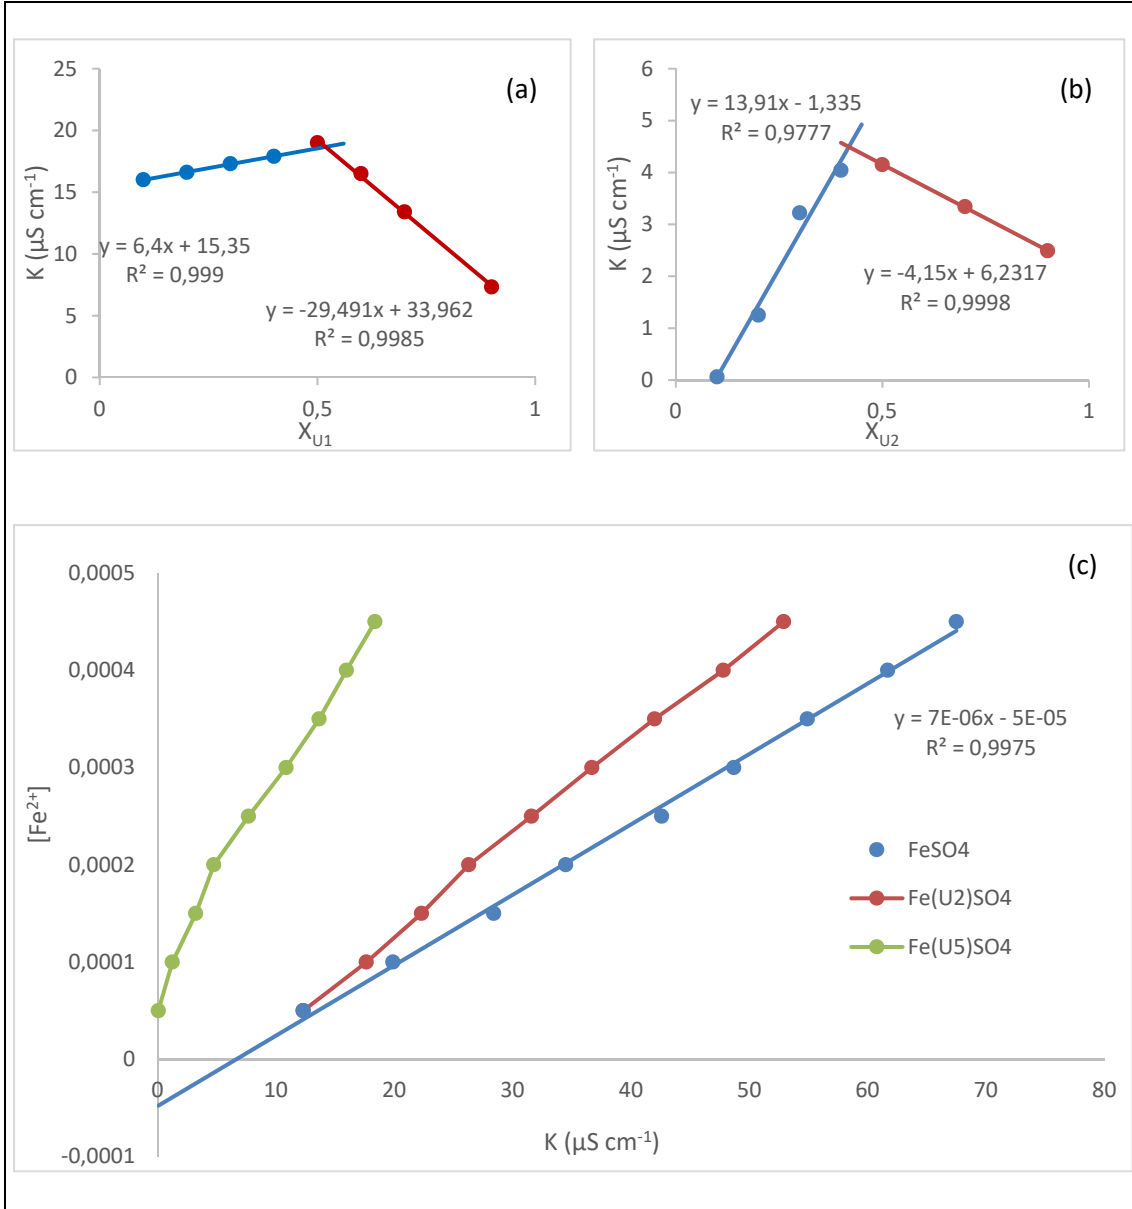 (a)
25
20
15
10
5
0
0
0,5
1
K (µS cm⁻¹)
X_U1
y = 6,4x + 15,35
R² = 0,999
y = -29,491x + 33,962
R² = 0,9985
(b)
6
5
4
3
2
1
0
0
0,5
1
K (µS cm⁻¹)
X_U2
y = 13,91x - 1,335
R² = 0,9777
y = -4,15x + 6,2317
R² = 0,9998
(c)
0,0005
0,0004
0,0003
0,0002
0,0001
0
-0,0001
[Fe²⁺]
0
10
20
30
40
50
60
70
80
K (µS cm⁻¹)
y = 7E-06x - 5E-05
R² = 0,9975
FeSO4
Fe(U2)SO4
Fe(U5)SO4